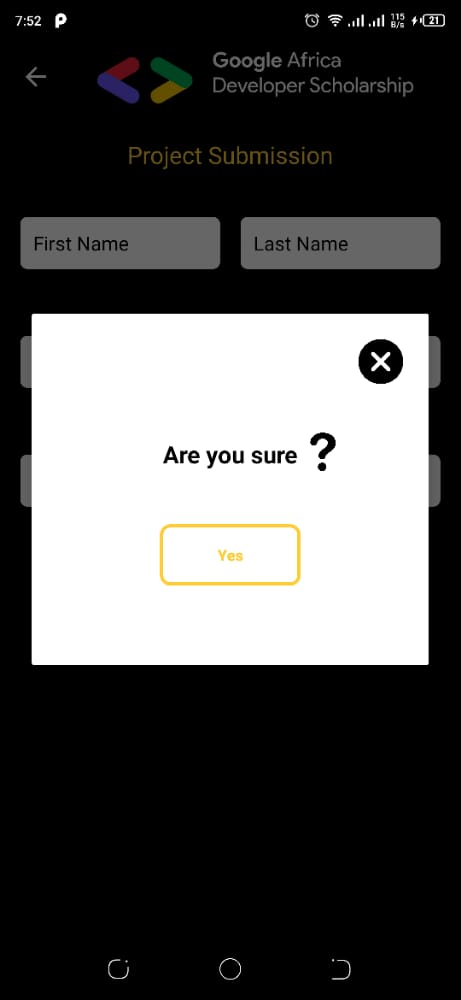 7:52
115
B/s
21
Google Africa
Developer Scholarship
Project Submission
First Name
Last Name
Are you sure ?
Yes